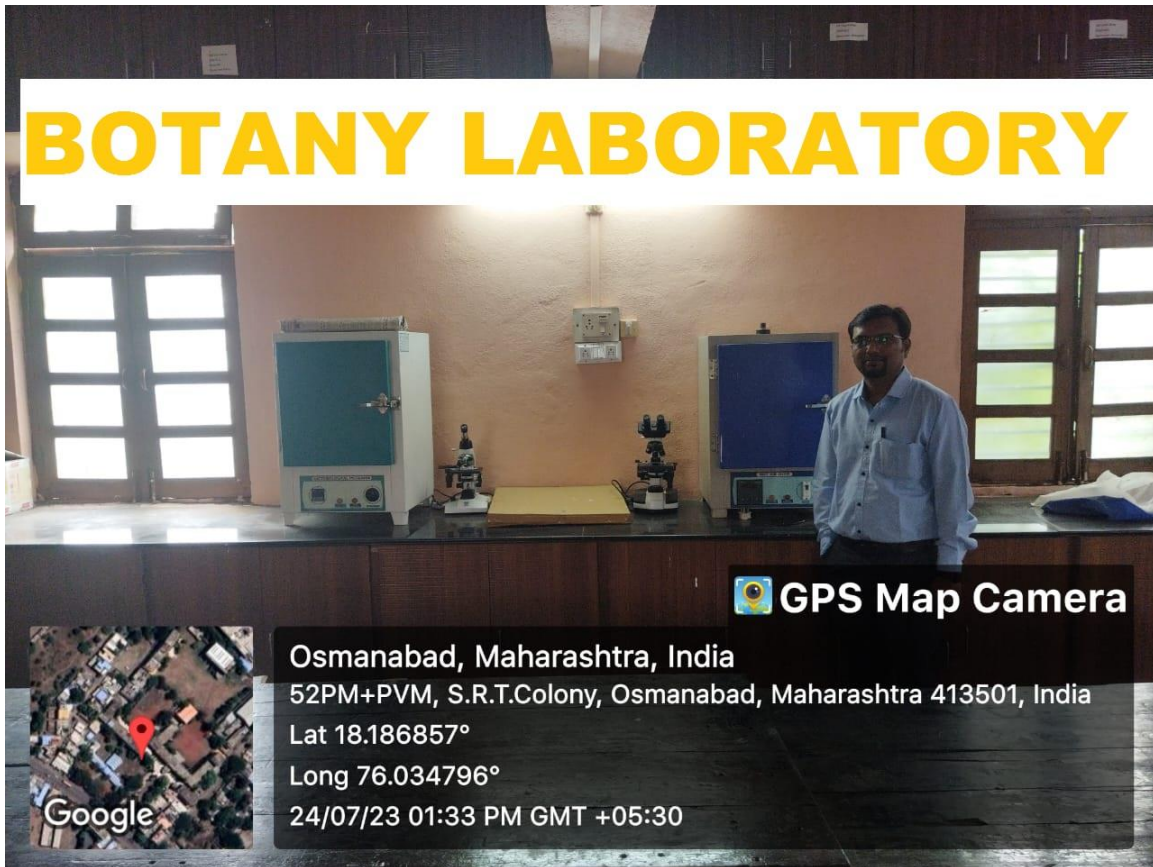 BOTANY LABORATORY
GPS Map Camera
Osmanabad, Maharashtra, India
52PM+PVM, S.R.T.Colony, Osmanabad, Maharashtra 413501, India
Lat 18.186857°
Long 76.034796°
24/07/23 01:33 PM GMT +05:30
Google